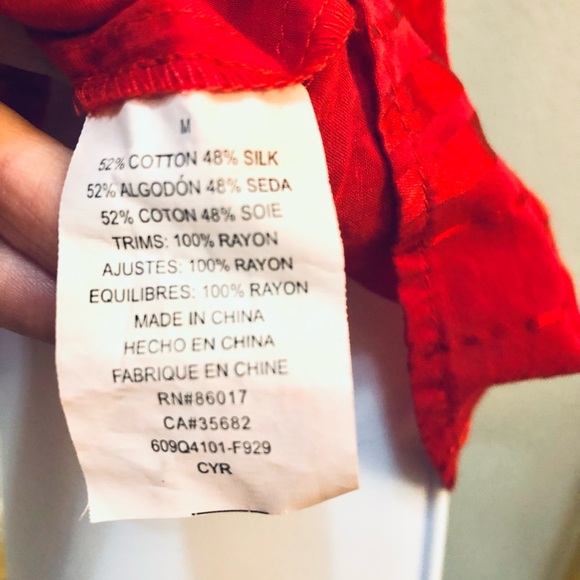 M
52% COTTON 48% SILK
52% ALGODÓN 48% SEDA
52% COTON 48% SOIE
TRIMS: 100% RAYON
AJUSTES: 100% RAYON
EQUILIBRES: 100% RAYON
MADE IN CHINA
HECHO EN CHINA
FABRIQUE EN CHINE
RN#86017
CA#35682
609Q4101-F929
CYR